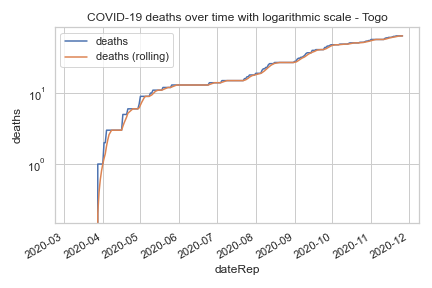 COVID-19 deaths over time with logarithmic scale - Togo
deaths
deaths (rolling)
deaths
10¹
10⁰
2020-03
2020-04
2020-05
2020-06
2020-07
2020-08
2020-09
2020-10
2020-11
2020-12
dateRep